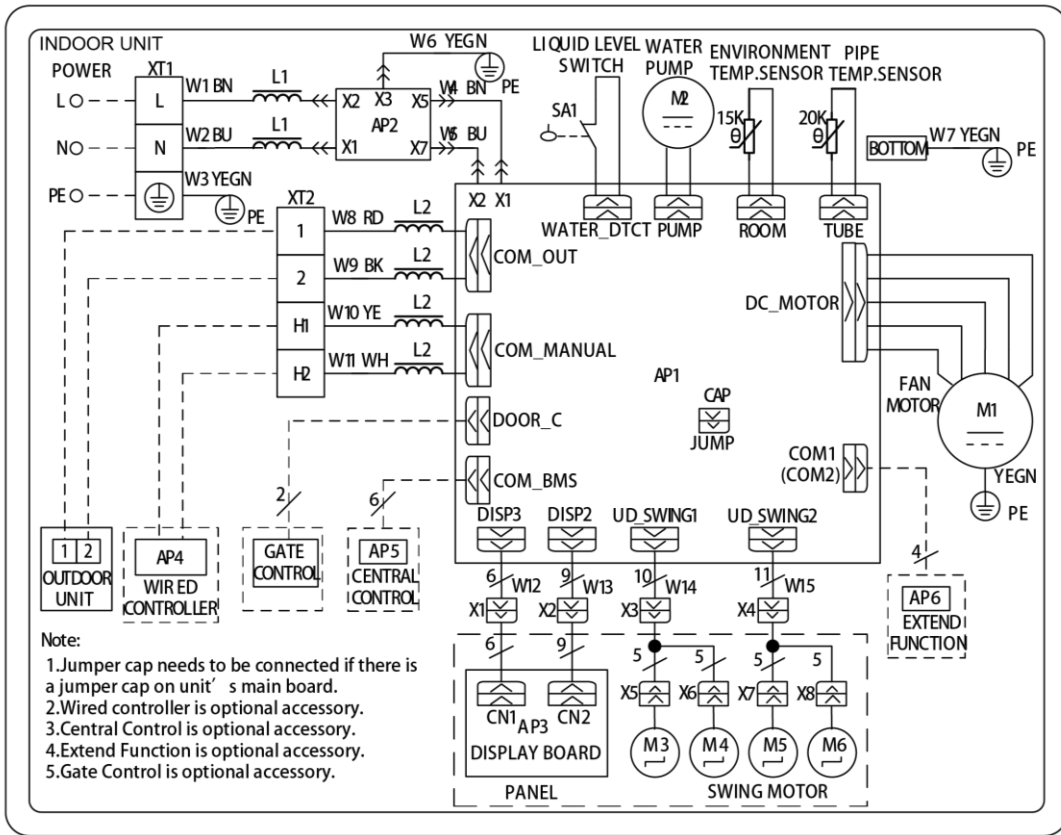 INDOOR UNIT
POWER
XT1
W1 BN
L1
W6 YEGN
PE
LIQUID LEVEL
SWITCH
WATER
PUMP
ENVIRONMENT
TEMP.SENSOR
PIPE
TEMP.SENSOR
L
L
X2
X3
X5
BN
AP2
SA1
M2
15K
θ
20K
θ
N
N
W2 BU
L1
X1
X7
BU
BOTTOM
W7 YEGN
PE
PE
W3 YEGN
PE
X2 X1
XT2
WATER_DTCT
PUMP
ROOM
TUBE
1
W8 RD
L2
COM_OUT
2
W9 BK
L2
DC_MOTOR
H1
W10 YE
L2
COM_MANUAL
H2
W11 WH
L2
AP1
CAP
JUMP
FAN
MOTOR
M1
DOOR_C
COM1
(COM2)
YEGN
PE
COM_BMS
2
6
DISP3
DISP2
UD_SWING1
UD_SWING2
4
1 2
OUTDOOR
UNIT
AP4
WIRED
CONTROLLER
GATE
CONTROL
AP5
CENTRAL
CONTROL
AP6
EXTEND
FUNCTION
6
W12
9
W13
10
W14
11
W15
X1
X2
X3
X4
6
9
5
5
5
5
X5
X6
X7
X8
CN1
CN2
AP3
DISPLAY BOARD
M3
M4
M5
M6
PANEL
SWING MOTOR
Note:
1.Jumper cap needs to be connected if there is
a jumper cap on unit' s main board.
2.Wired controller is optional accessory.
3.Central Control is optional accessory.
4.Extend Function is optional accessory.
5.Gate Control is optional accessory.